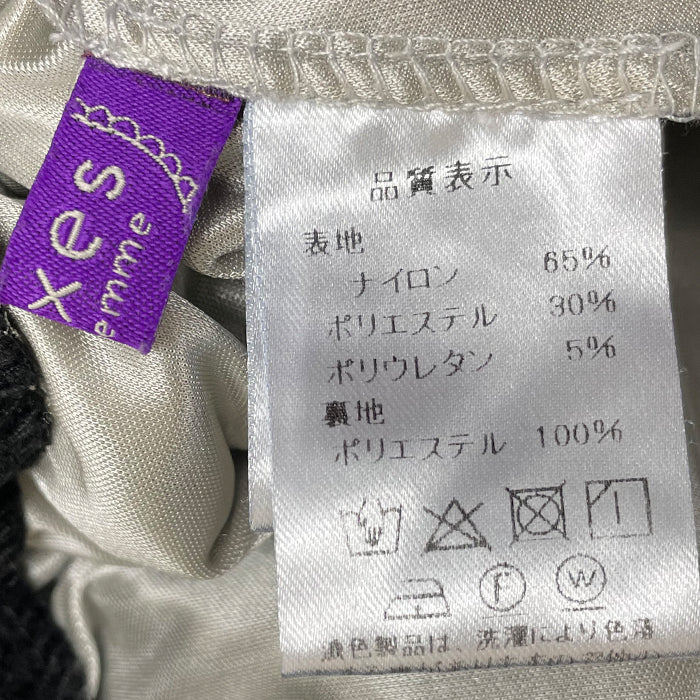 xes
emme
品質表示
表地
ナイロン 65%
ポリエステル 30%
ポリウレタン 5%
裏地
ポリエステル 100%
F
W
濃色製品は、洗濯により色落